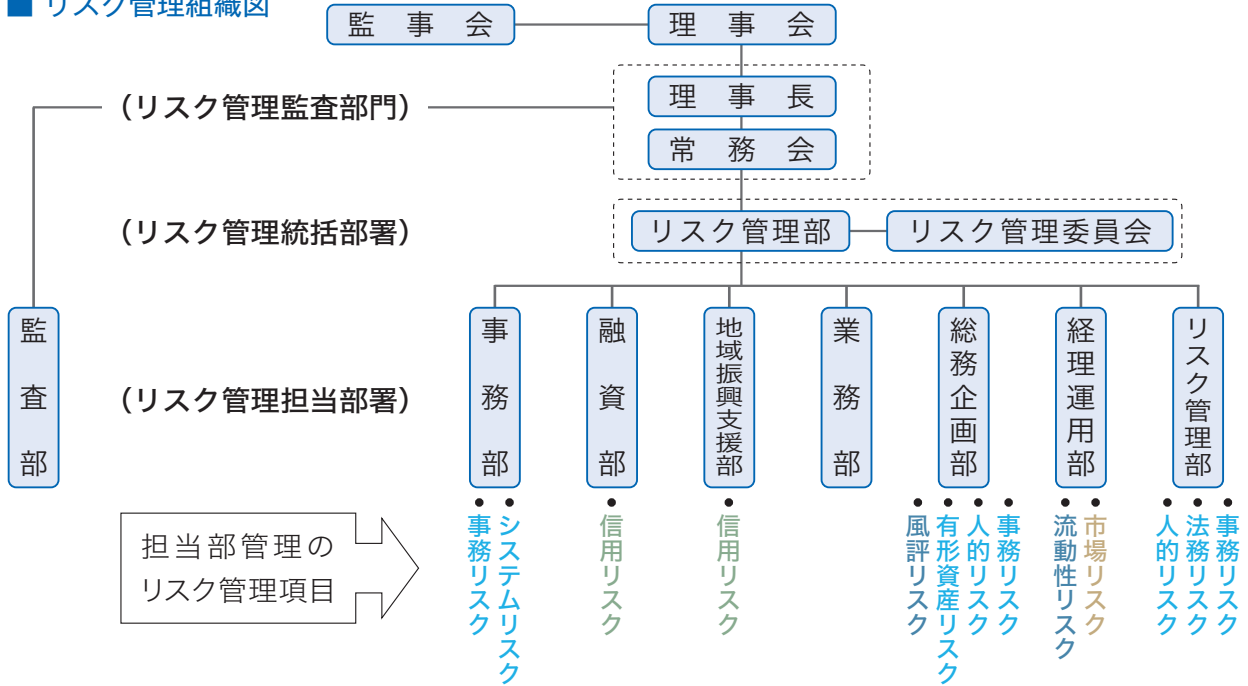 ■ リスク管理組織図
監事会
理事会
理事長
(リスク管理監査部門)
常務会
(リスク管理統括部署)
リスク管理部
リスク管理委員会
監査部
(リスク管理担当部署)
事務部
融資部
地域振興支援部
業務部
総務企画部
経理運用部
リスク管理部
担当部管理の
リスク管理項目
・システムリスク
・事務リスク
・信用リスク
・信用リスク
・事務リスク
・人的リスク
・有形資産リスク
・風評リスク
・市場リスク
・流動性リスク
・事務リスク
・法務リスク
・人的リスク